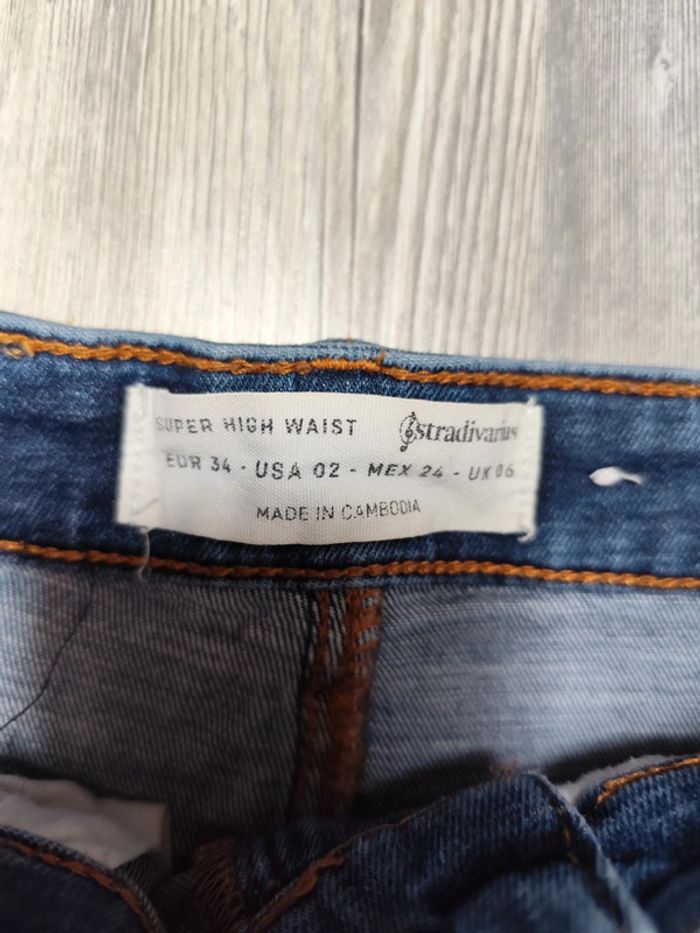 SUPER HIGH WAIST stradivarius
EUR 34 - USA 02 - MEX 24 - UK 06
MADE IN CAMBODIA